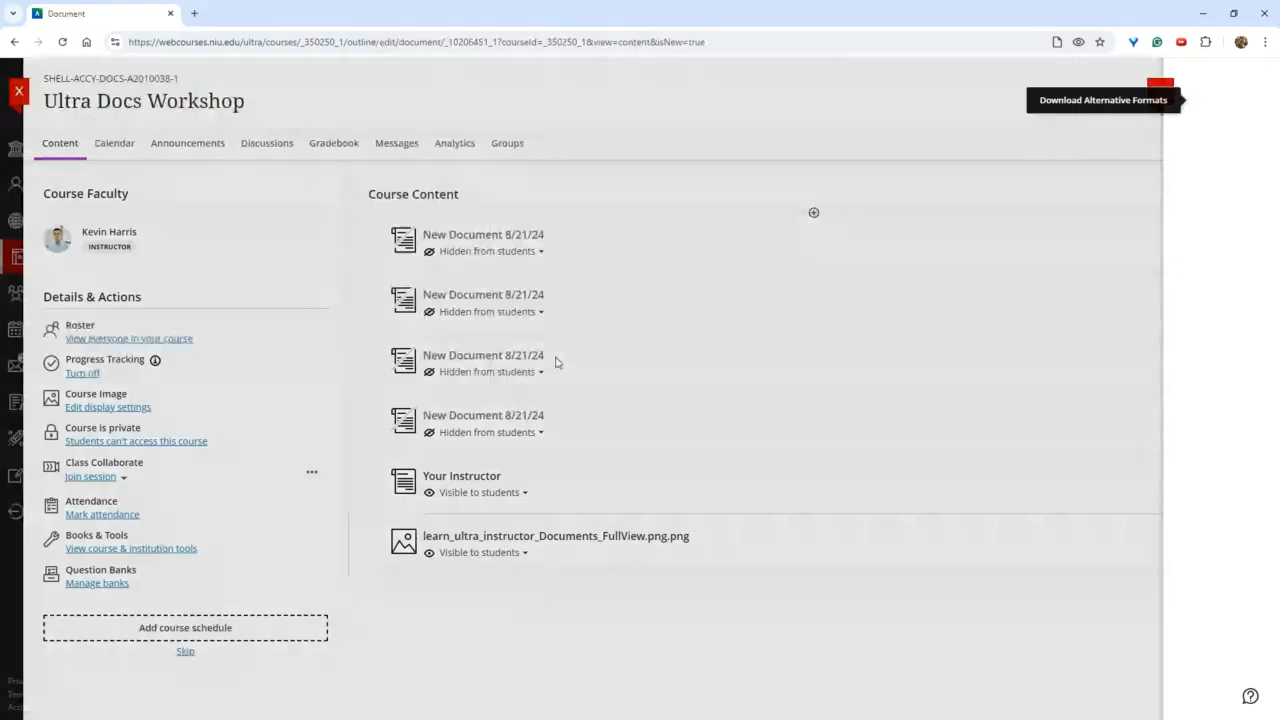 Document
https://webcourses.niu.edu/ultra/courses/_350250_1/outline/edit/document/_10206451_1?courseId=_350250_1&view=content&isNew=true
SHELL-ACCY-DOCS-A2010038-1
Ultra Docs Workshop
Download Alternative Formats
Content Calendar Announcements Discussions Gradebook Messages Analytics Groups
Course Faculty
Kevin Harris
INSTRUCTOR
Details & Actions
Roster
View everyone in your course
Progress Tracking
Turn off
Course Image
Edit display settings
Course is private
Students can't access this course
Class Collaborate
Join session
Attendance
Mark attendance
Books & Tools
View course & institution tools
Question Banks
Manage banks
Add course schedule
Skip
Course Content
New Document 8/21/24
Hidden from students
New Document 8/21/24
Hidden from students
New Document 8/21/24
Hidden from students
New Document 8/21/24
Hidden from students
Your Instructor
Visible to students
learn_ultra_instructor_Documents_FullView.png.png
Visible to students